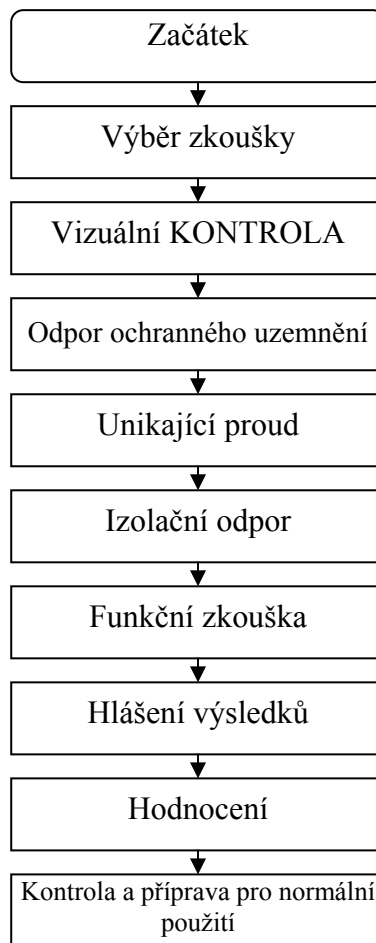 Začátek
Výběr zkoušky
Vizuální KONTROLA
Odpor ochranného uzemnění
Unikající proud
Izolační odpor
Funkční zkouška
Hlášení výsledků
Hodnocení
Kontrola a příprava pro normální
použití